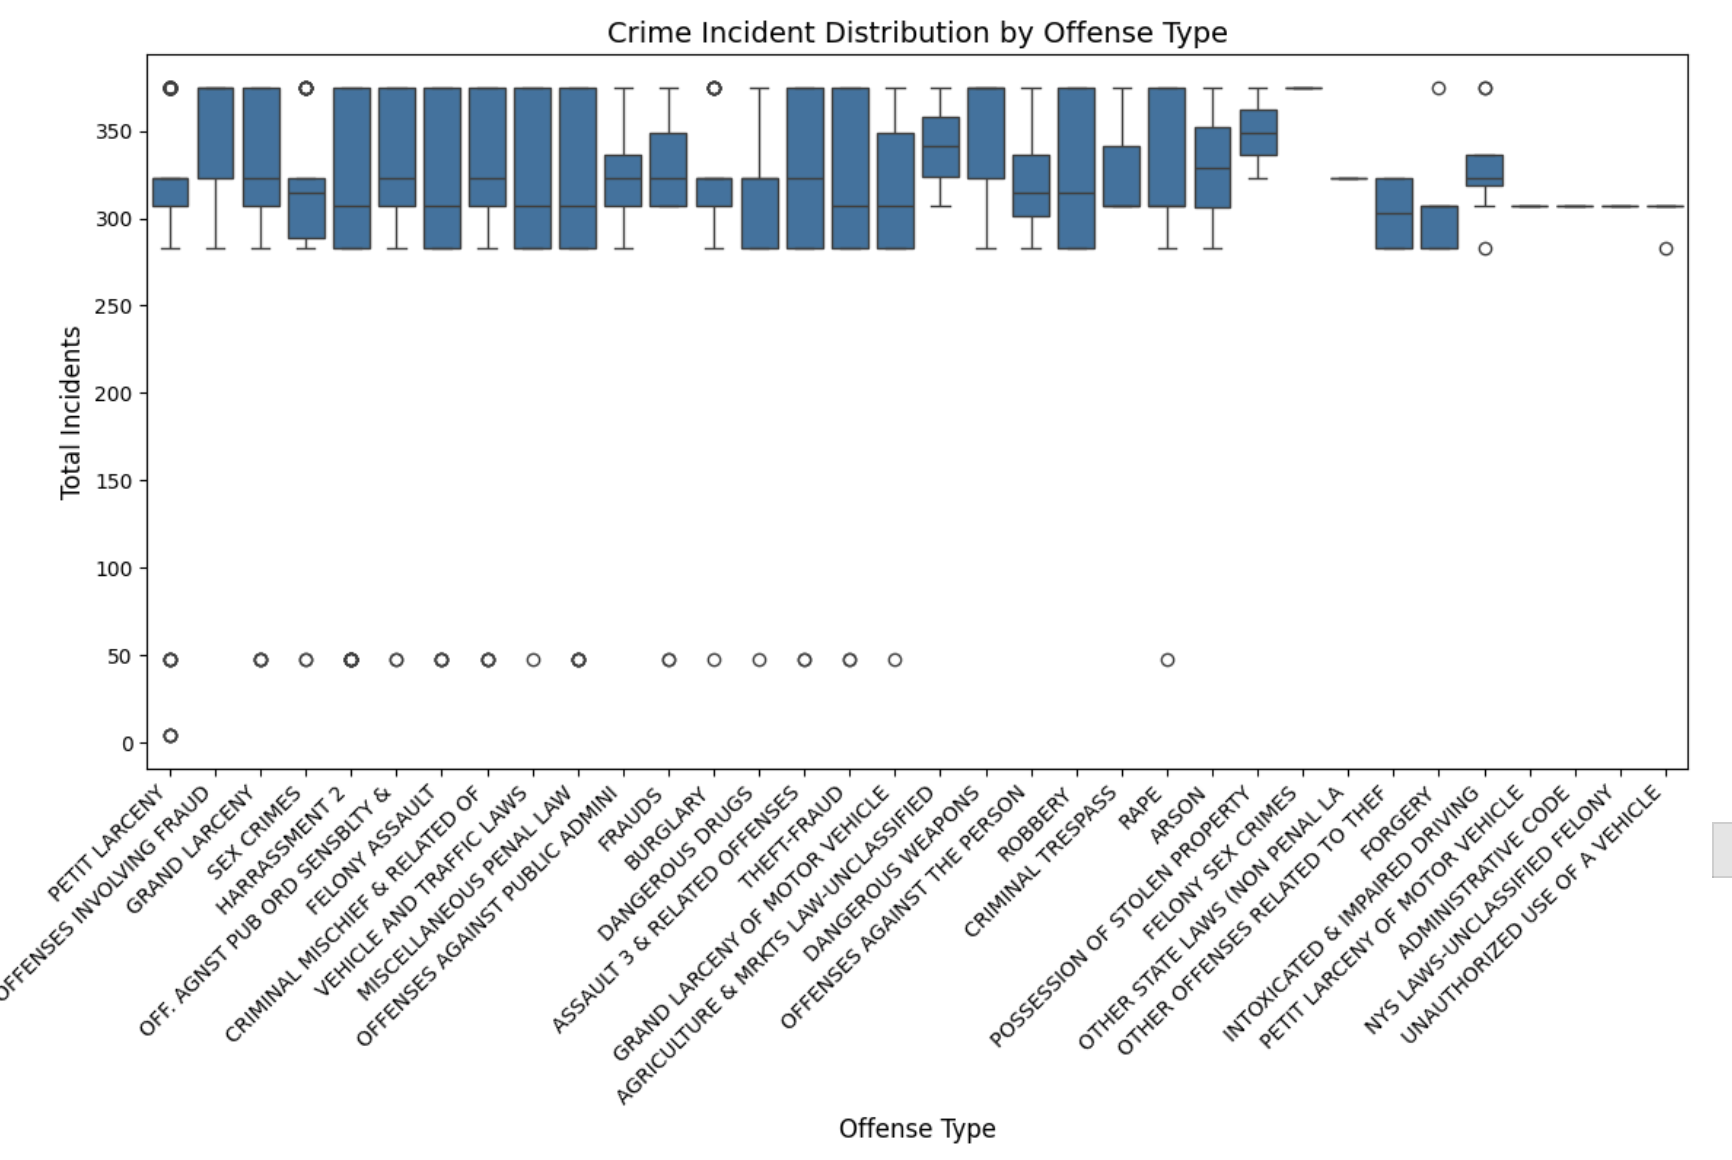 Crime Incident Distribution by Offense Type
Total Incidents
350
300
250
200
150
100
50
0
PETIT LARCENY
OFFENSES INVOLVING FRAUD
GRAND LARCENY
SEX CRIMES
HARRASSMENT 2
OFF. AGNST PUB ORD SENSBLTY &
FELONY ASSAULT
CRIMINAL MISCHIEF & RELATED OF
VEHICLE AND TRAFFIC LAWS
MISCELLANEOUS PENAL LAW
OFFENSES AGAINST PUBLIC ADMINI
FRAUDS
BURGLARY
DANGEROUS DRUGS
ASSAULT 3 & RELATED OFFENSES
THEFT-FRAUD
GRAND LARCENY OF MOTOR VEHICLE
AGRICULTURE & MRKTS LAW-UNCLASSIFIED
DANGEROUS WEAPONS
OFFENSES AGAINST THE PERSON
ROBBERY
CRIMINAL TRESPASS
RAPE
ARSON
POSSESSION OF STOLEN PROPERTY
FELONY SEX CRIMES
OTHER STATE LAWS (NON PENAL LA
OTHER OFFENSES RELATED TO THEF
FORGERY
INTOXICATED & IMPAIRED DRIVING
PETIT LARCENY OF MOTOR VEHICLE
ADMINISTRATIVE CODE
NYS LAWS-UNCLASSIFIED FELONY
UNAUTHORIZED USE OF A VEHICLE
Offense Type